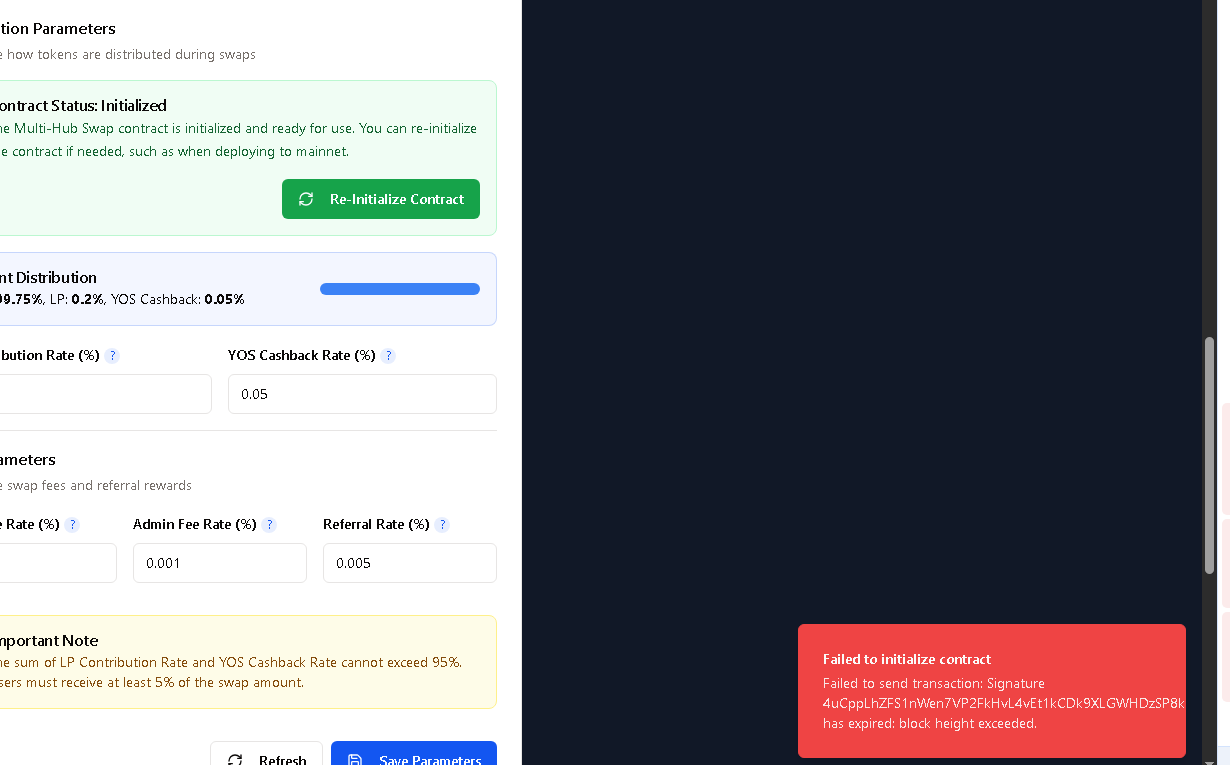 tion Parameters
e how tokens are distributed during swaps
ontract Status: Initialized
he Multi-Hub Swap contract is initialized and ready for use. You can re-initialize
e contract if needed, such as when deploying to mainnet.
Re-Initialize Contract
nt Distribution
99.75%, LP: 0.2%, YOS Cashback: 0.05%
bution Rate (%) ?
YOS Cashback Rate (%) ?
0.05
ameters
e swap fees and referral rewards
e Rate (%) ?
Admin Fee Rate (%) ?
Referral Rate (%) ?
0.001
0.005
mportant Note
he sum of LP Contribution Rate and YOS Cashback Rate cannot exceed 95%.
sers must receive at least 5% of the swap amount.
Refresh
Save Parameters
Failed to initialize contract
Failed to send transaction: Signature
4uCppLhZFS1nWen7VP2FkHvL4vEt1kCDk9XLGWHDzSP8k
has expired: block height exceeded.